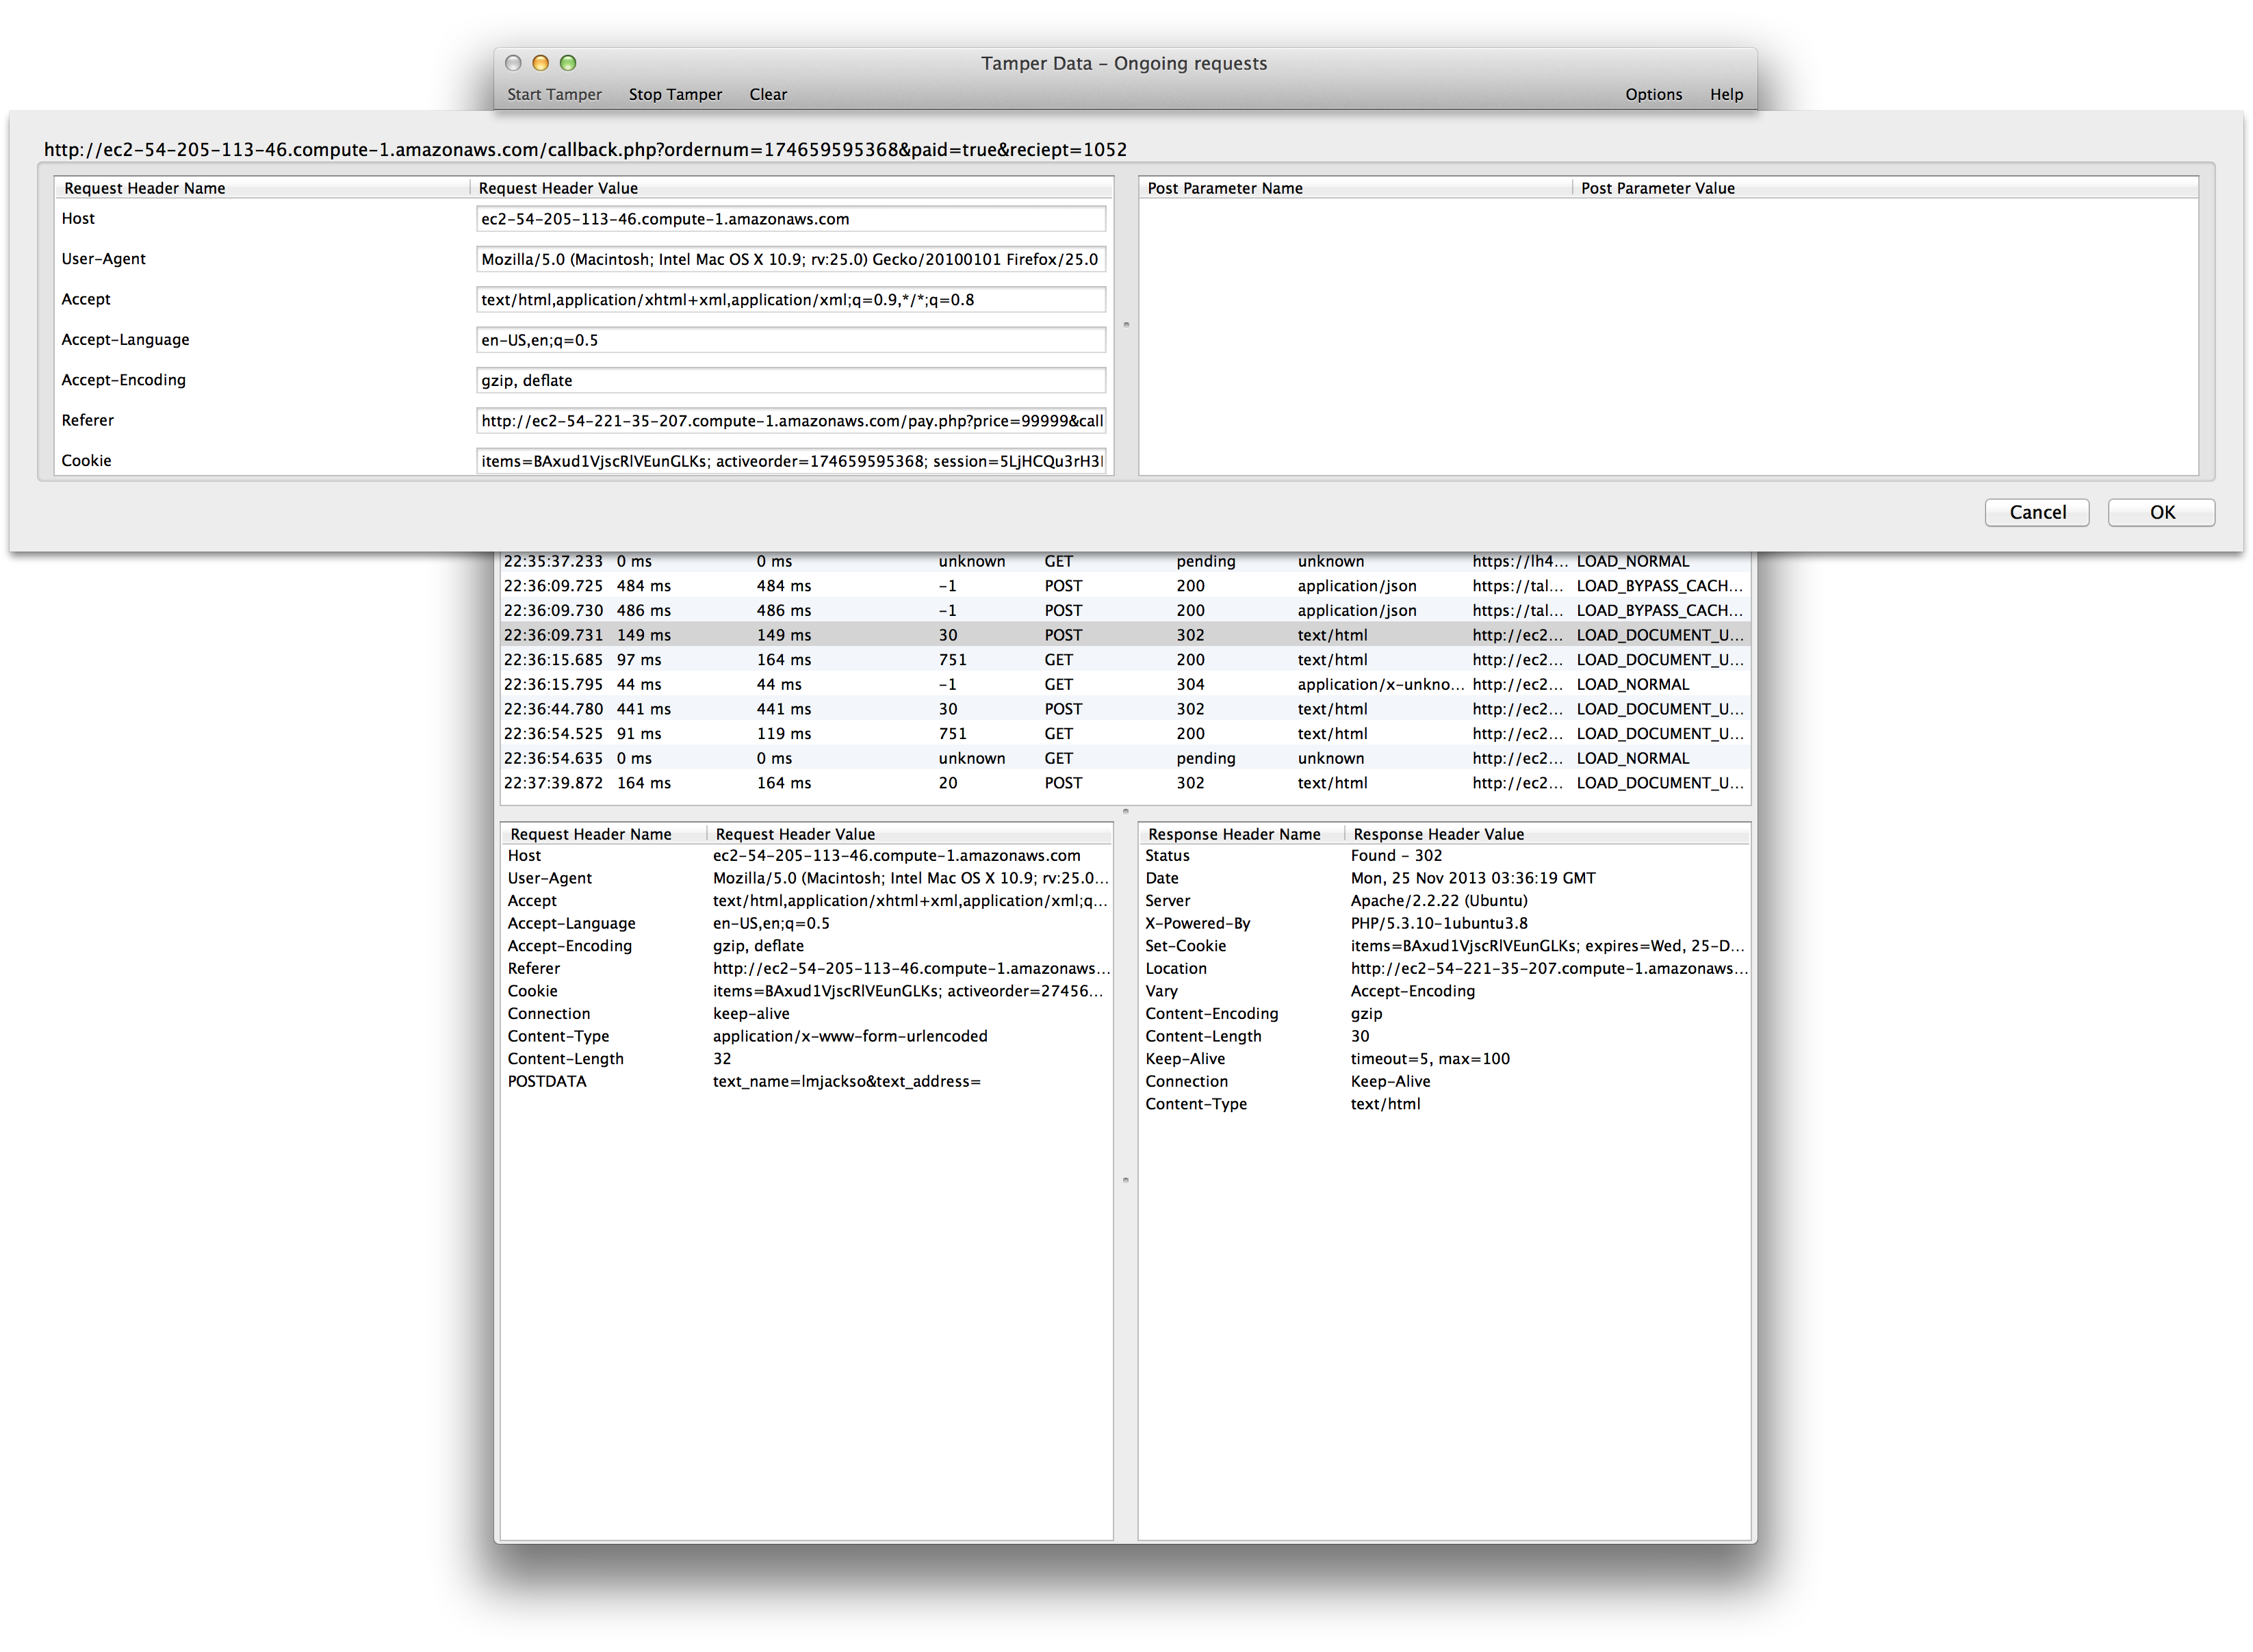 Tamper Data – Ongoing requests
Start Tamper Stop Tamper Clear Options Help
http://ec2-54-205-113-46.compute-1.amazonaws.com/callback.php?ordernum=174659595368&paid=true&reciept=1052
Request Header Name Request Header Value Post Parameter Name Post Parameter Value
Host ec2-54-205-113-46.compute-1.amazonaws.com
User-Agent Mozilla/5.0 (Macintosh; Intel Mac OS X 10.9; rv:25.0) Gecko/20100101 Firefox/25.0
Accept text/html,application/xhtml+xml,application/xml;q=0.9,*/*;q=0.8
Accept-Language en-US,en;q=0.5
Accept-Encoding gzip, deflate
Referer http://ec2-54-221-35-207.compute-1.amazonaws.com/pay.php?price=99999&call
Cookie items=BAxud1VjscRlVEunGLKs; activeorder=174659595368; session=5LjHCQu3rH3
Cancel OK
22:35:37.233 0 ms 0 ms unknown GET pending unknown https://lh4... LOAD_NORMAL
22:36:09.725 484 ms 484 ms -1 POST 200 application/json https://tal... LOAD_BYPASS_CACH...
22:36:09.730 486 ms 486 ms -1 POST 200 application/json https://tal... LOAD_BYPASS_CACH...
22:36:09.731 149 ms 149 ms 30 POST 302 text/html http://ec2... LOAD_DOCUMENT_U...
22:36:15.685 97 ms 164 ms 751 GET 200 text/html http://ec2... LOAD_DOCUMENT_U...
22:36:15.795 44 ms 44 ms -1 GET 304 application/x-unkno... http://ec2... LOAD_NORMAL
22:36:44.780 441 ms 441 ms 30 POST 302 text/html http://ec2... LOAD_DOCUMENT_U...
22:36:54.525 91 ms 119 ms 751 GET 200 text/html http://ec2... LOAD_DOCUMENT_U...
22:36:54.635 0 ms 0 ms unknown GET pending unknown http://ec2... LOAD_NORMAL
22:37:39.872 164 ms 164 ms 20 POST 302 text/html http://ec2... LOAD_DOCUMENT_U...
Request Header Name Request Header Value Response Header Name Response Header Value
Host ec2-54-205-113-46.compute-1.amazonaws.com Status Found - 302
User-Agent Mozilla/5.0 (Macintosh; Intel Mac OS X 10.9; rv:25.0... Date Mon, 25 Nov 2013 03:36:19 GMT
Accept text/html,application/xhtml+xml,application/xml;q... Server Apache/2.2.22 (Ubuntu)
Accept-Language en-US,en;q=0.5 X-Powered-By PHP/5.3.10-1ubuntu3.8
Accept-Encoding gzip, deflate Set-Cookie items=BAxud1VjscRlVEunGLKs; expires=Wed, 25-D...
Referer http://ec2-54-205-113-46.compute-1.amazonaws... Location http://ec2-54-221-35-207.compute-1.amazonaws...
Cookie items=BAxud1VjscRlVEunGLKs; activeorder=27456... Vary Accept-Encoding
Connection keep-alive Content-Encoding gzip
Content-Type application/x-www-form-urlencoded Content-Length 30
Content-Length 32 Keep-Alive timeout=5, max=100
POSTDATA text_name=lmjackso&text_address= Connection Keep-Alive
Content-Type text/html